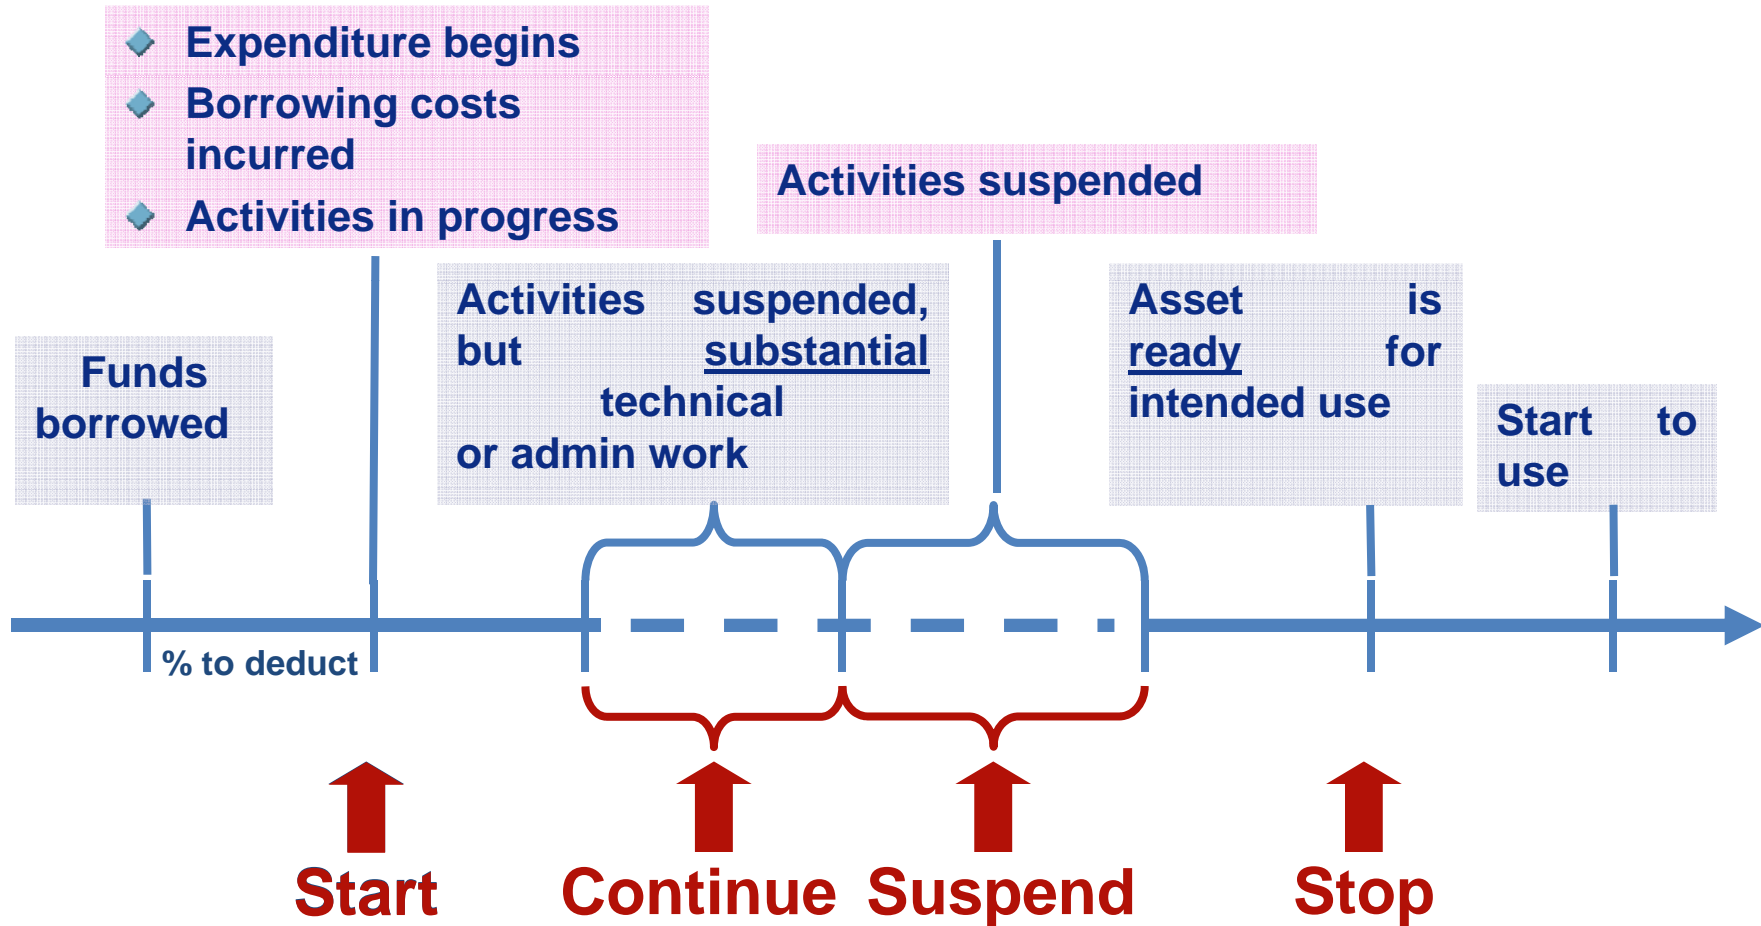 Expenditure begins
Borrowing costs
incurred
Activities in progress
Activities suspended
Activities suspended,
but substantial
technical
or admin work
Asset is
ready for
intended use
Funds
borrowed
Start to
use
% to deduct
Start
Continue
Suspend
Stop